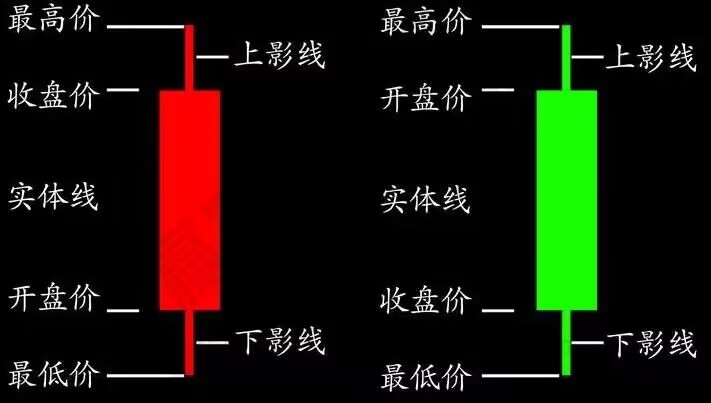 最高价
上影线
收盘价
实体线
开盘价
下影线
最低价
最高价
上影线
开盘价
实体线
收盘价
下影线
最低价